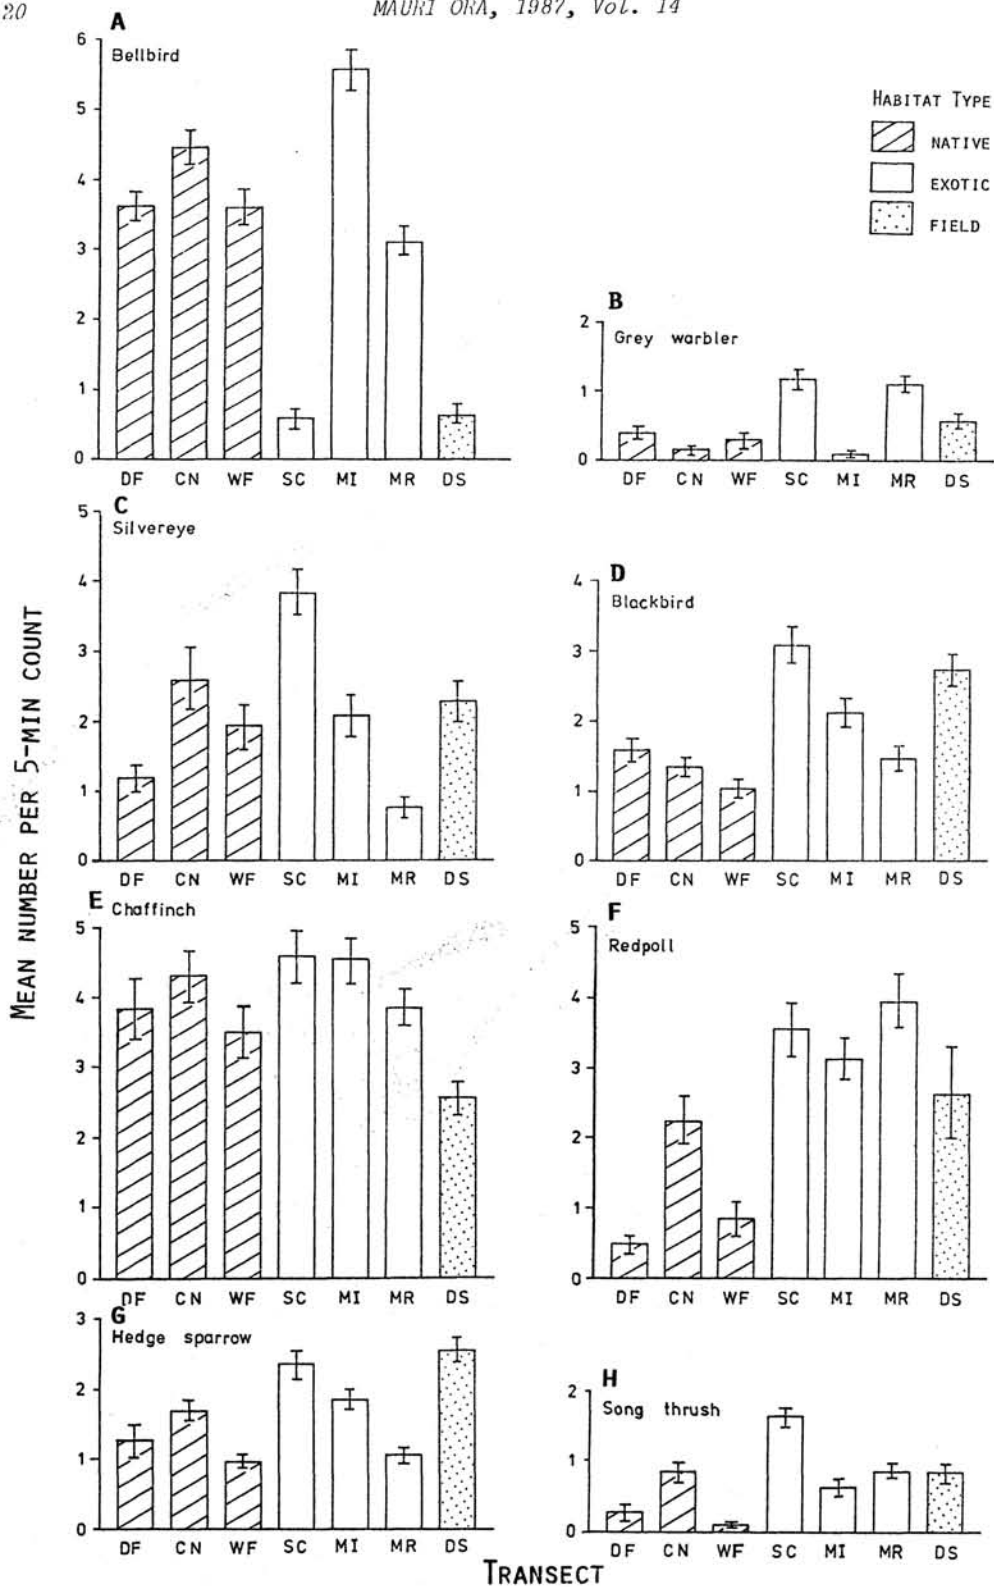 20 MAURI ORA, 1987, Vol. 14
A
Bellbird
6
5
4
3
2
1
0
DF CN WF SC MI MR DS
HABITAT TYPE
NATIVE
EXOTIC
FIELD
B
Grey warbler
2
1
0
DF CN WF SC MI MR DS
C
Silvereye
5
4
3
2
1
0
DF CN WF SC MI MR DS
D
Blackbird
4
3
2
1
0
DF CN WF SC MI MR DS
MEAN NUMBER PER 5-MIN COUNT
E
Chaffinch
5
4
3
2
1
0
DF CN WF SC MI MR DS
F
Redpoll
5
4
3
2
1
0
DF CN WF SC MI MR DS
G
Hedge sparrow
3
2
1
0
DF CN WF SC MI MR DS
H
Song thrush
2
1
0
DF CN WF SC MI MR DS
TRANSECT